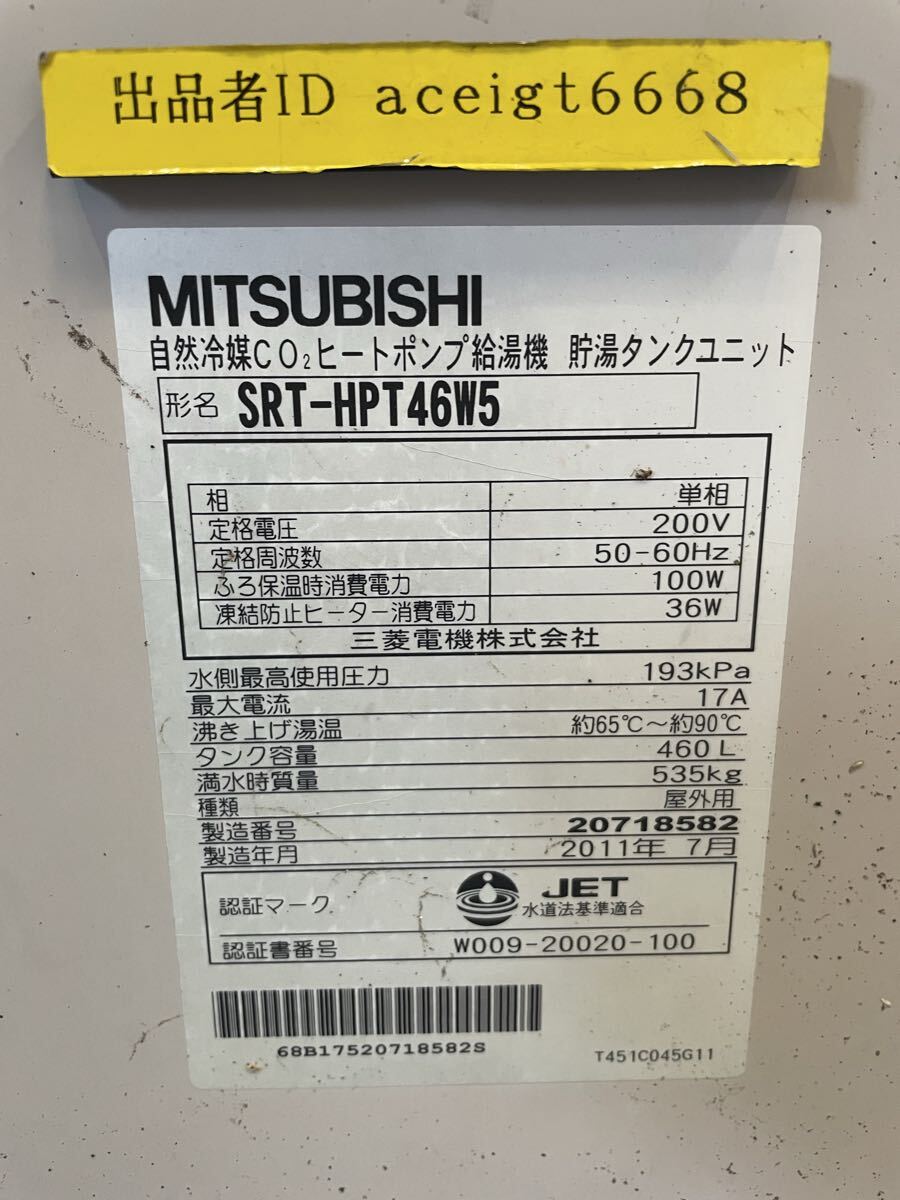 出品者ID aceigt6668
MITSUBISHI
自然冷媒CO₂ヒートポンプ給湯機 貯湯タンクユニット
形名 SRT-HPT46W5
相 単相
定格電圧 200V
定格周波数 50-60Hz
ふろ保温時消費電力 100W
凍結防止ヒーター消費電力 36W
三菱電機株式会社
水側最高使用圧力 193kPa
最大電流 17A
沸き上げ湯温 約65℃～約90℃
タンク容量 460L
満水時質量 535kg
種類 屋外用
製造番号 20718582
製造年月 2011年 7月
認証マーク JET
水道法基準適合
認証書番号 W009-20020-100
68B17520718582S
T451C045G11